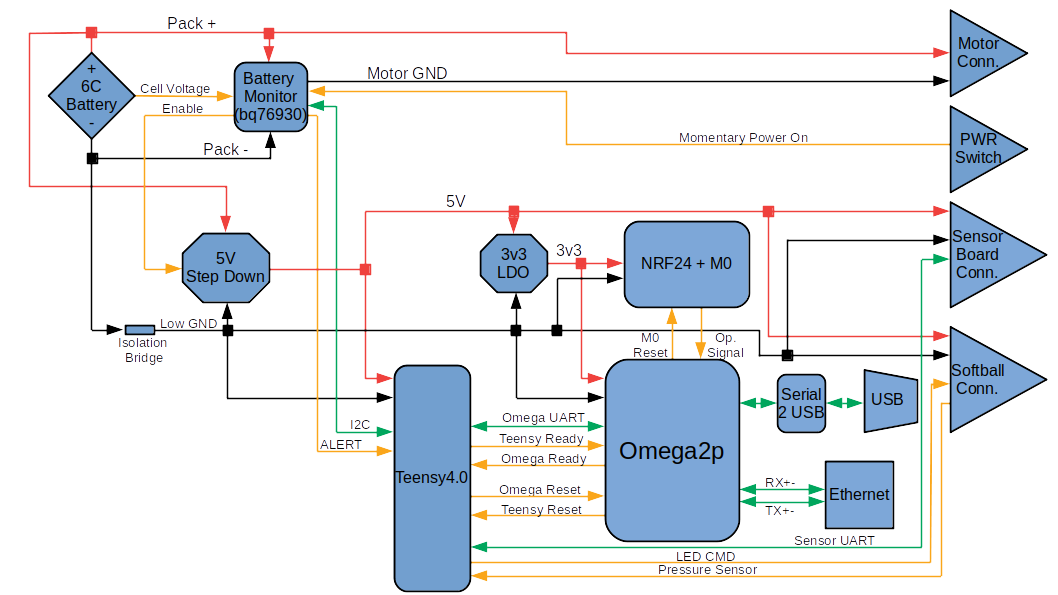 Pack +
Motor
Conn.
+
6C
Battery
-
Battery
Monitor
(bq76930)
Motor GND
Cell Voltage
Enable
Momentary Power On
PWR
Switch
Pack -
5V
Sensor
Board
Conn.
5V
Step Down
3v3
LDO
3v3
NRF24 + M0
Low GND
Isolation
Bridge
M0
Reset
Op.
Signal
Softball
Conn.
Serial
2 USB
USB
I2C
ALERT
Omega UART
Teensy Ready
Omega Ready
Omega2p
Teensy4.0
Omega Reset
Teensy Reset
RX+-
TX+-
Ethernet
Sensor UART
LED CMD
Pressure Sensor